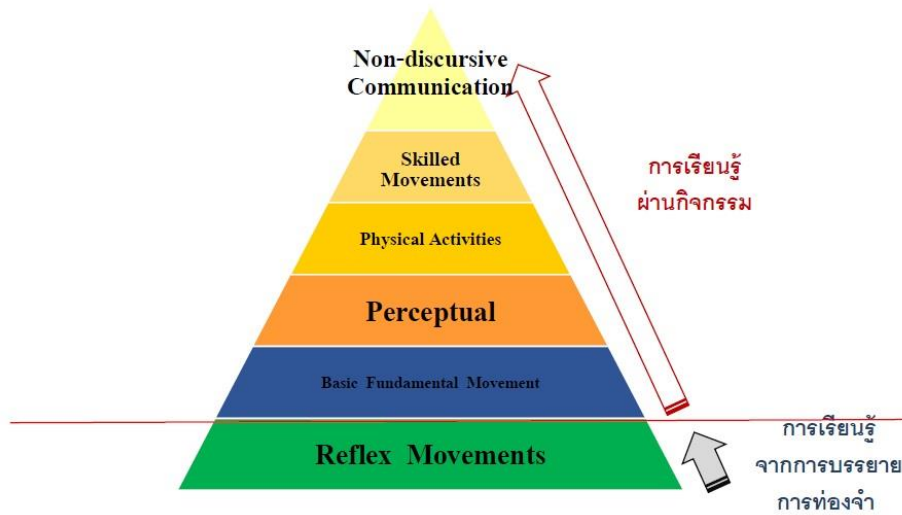 Non-discursive
Communication
Skilled
Movements
Physical Activities
Perceptual
Basic Fundamental Movement
Reflex Movements
การเรียนรู้
ผ่านกิจกรรม
การเรียนรู้
จากการบรรยาย
การท่องจำ